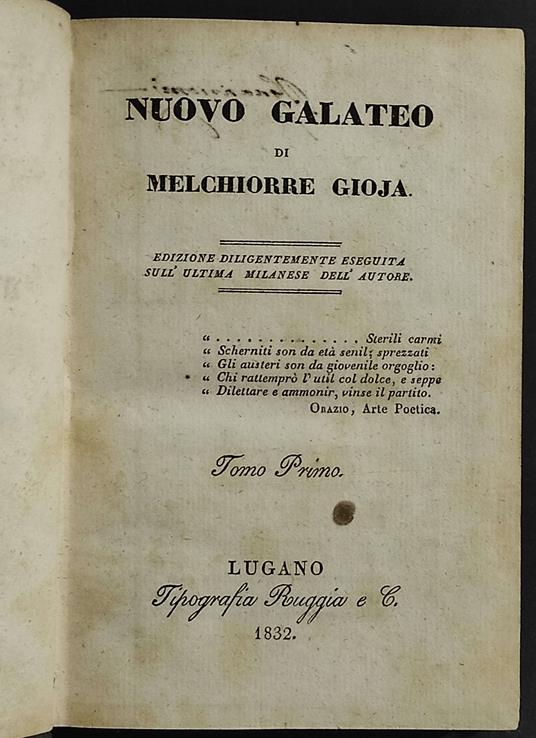 NUOVO GALATEO
DI
MELCHIORRE GIOJA.
EDIZIONE DILIGENTEMENTE ESEGUITA
SULL' ULTIMA MILANESE DELL' AUTORE.
“ . . . . . . . . . . . . . . Sterili carmi
“ Scherniti son da età senil; sprezzati
“ Gli austeri son da giovenile orgoglio:
“ Chi rattemprò l'util col dolce, e seppe
“ Dilettare e ammonir, vinse il partito.
ORAZIO, Arte Poetica.
Tomo Primo.
LUGANO
Tipografia Ruggia e C.
1832.